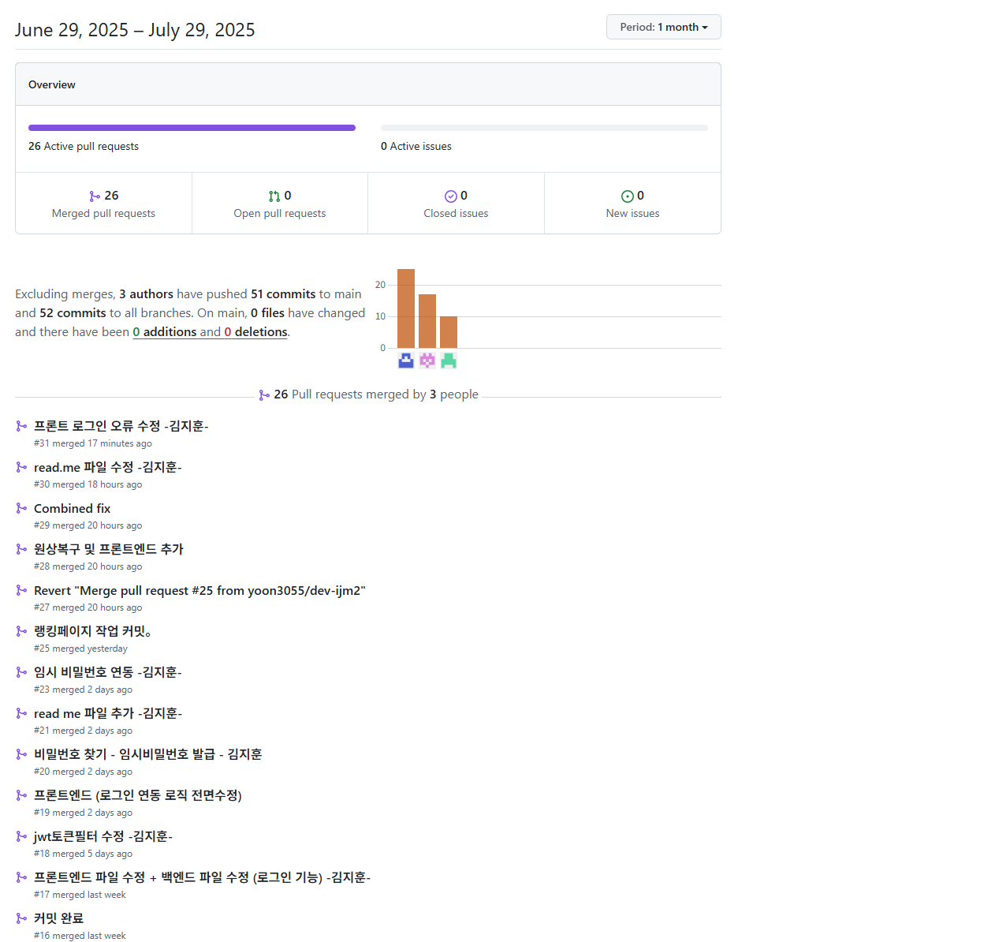 June 29, 2025 – July 29, 2025
Period: 1 month
Overview
26 Active pull requests
0 Active issues
26
Merged pull requests
0
Open pull requests
0
Closed issues
0
New issues
Excluding merges, 3 authors have pushed 51 commits to main
and 52 commits to all branches. On main, 0 files have changed
and there have been 0 additions and 0 deletions.
20
10
0
26 Pull requests merged by 3 people
프론트 로그인 오류 수정 -김지훈-
#31 merged 17 minutes ago
read.me 파일 수정 -김지훈-
#30 merged 18 hours ago
Combined fix
#29 merged 20 hours ago
원상복구 및 프론트엔드 추가
#28 merged 20 hours ago
Revert "Merge pull request #25 from yoon3055/dev-ijm2"
#27 merged 20 hours ago
랭킹페이지 작업 커밋。
#25 merged yesterday
임시 비밀번호 연동 -김지훈-
#23 merged 2 days ago
read me 파일 추가 -김지훈-
#21 merged 2 days ago
비밀번호 찾기 - 임시비밀번호 발급 - 김지훈
#20 merged 2 days ago
프론트엔드 (로그인 연동 로직 전면수정)
#19 merged 2 days ago
jwt토큰필터 수정 -김지훈-
#18 merged 5 days ago
프론트엔드 파일 수정 + 백엔드 파일 수정 (로그인 기능) -김지훈-
#17 merged last week
커밋 완료
#16 merged last week